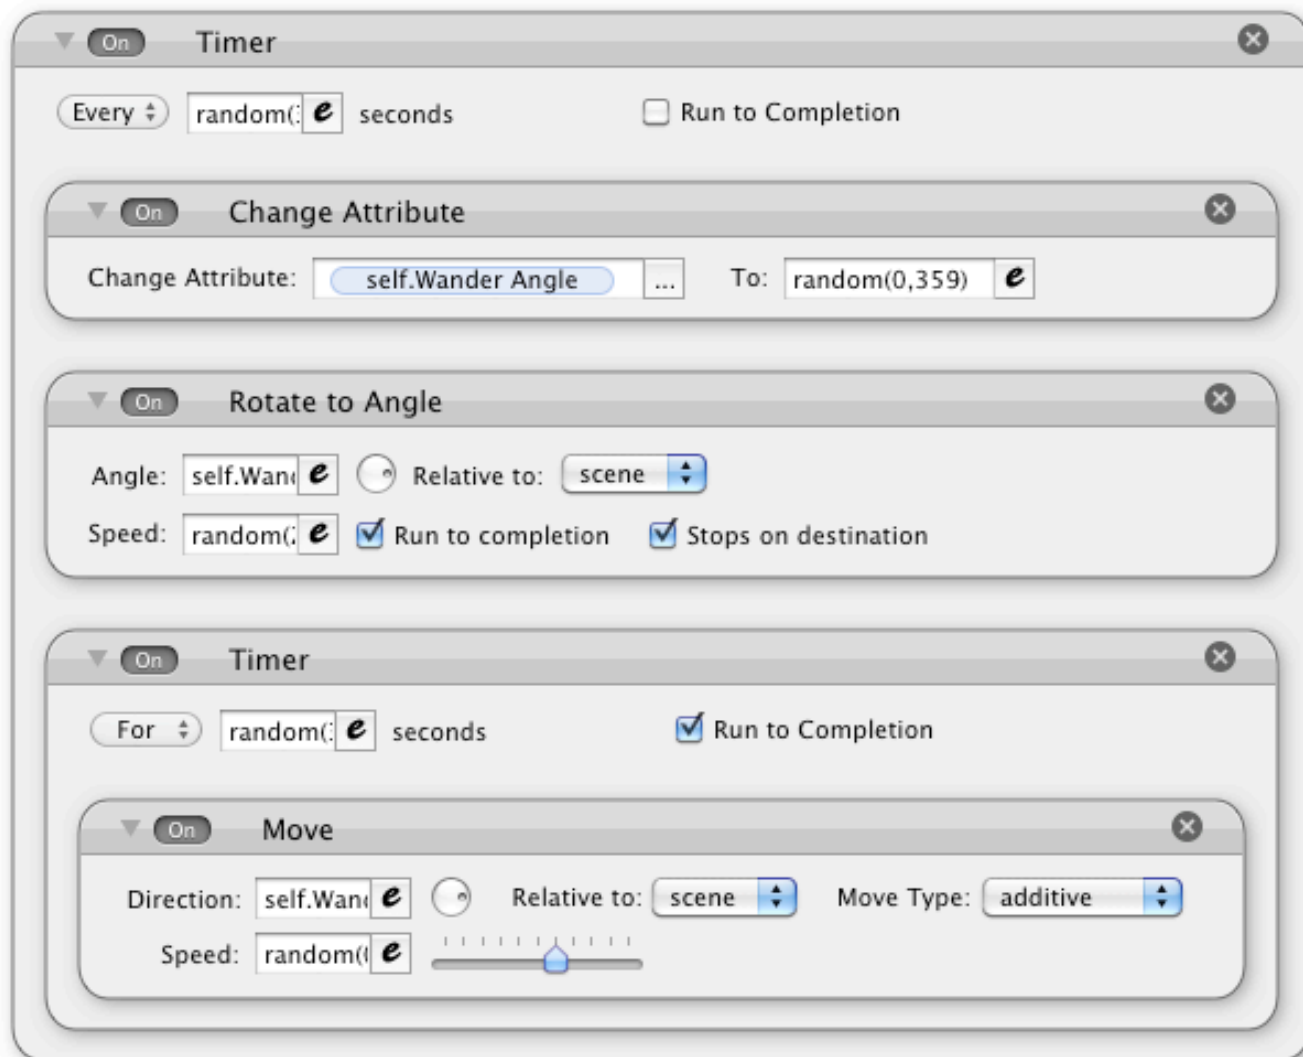 On Timer
Every random(: e seconds Run to Completion
On Change Attribute
Change Attribute: self.Wander Angle ... To: random(0,359) e
On Rotate to Angle
Angle: self.Wan e Relative to: scene
Speed: random( e Run to completion Stops on destination
On Timer
For random( e seconds Run to Completion
On Move
Direction: self.Wan e Relative to: scene Move Type: additive
Speed: random( e